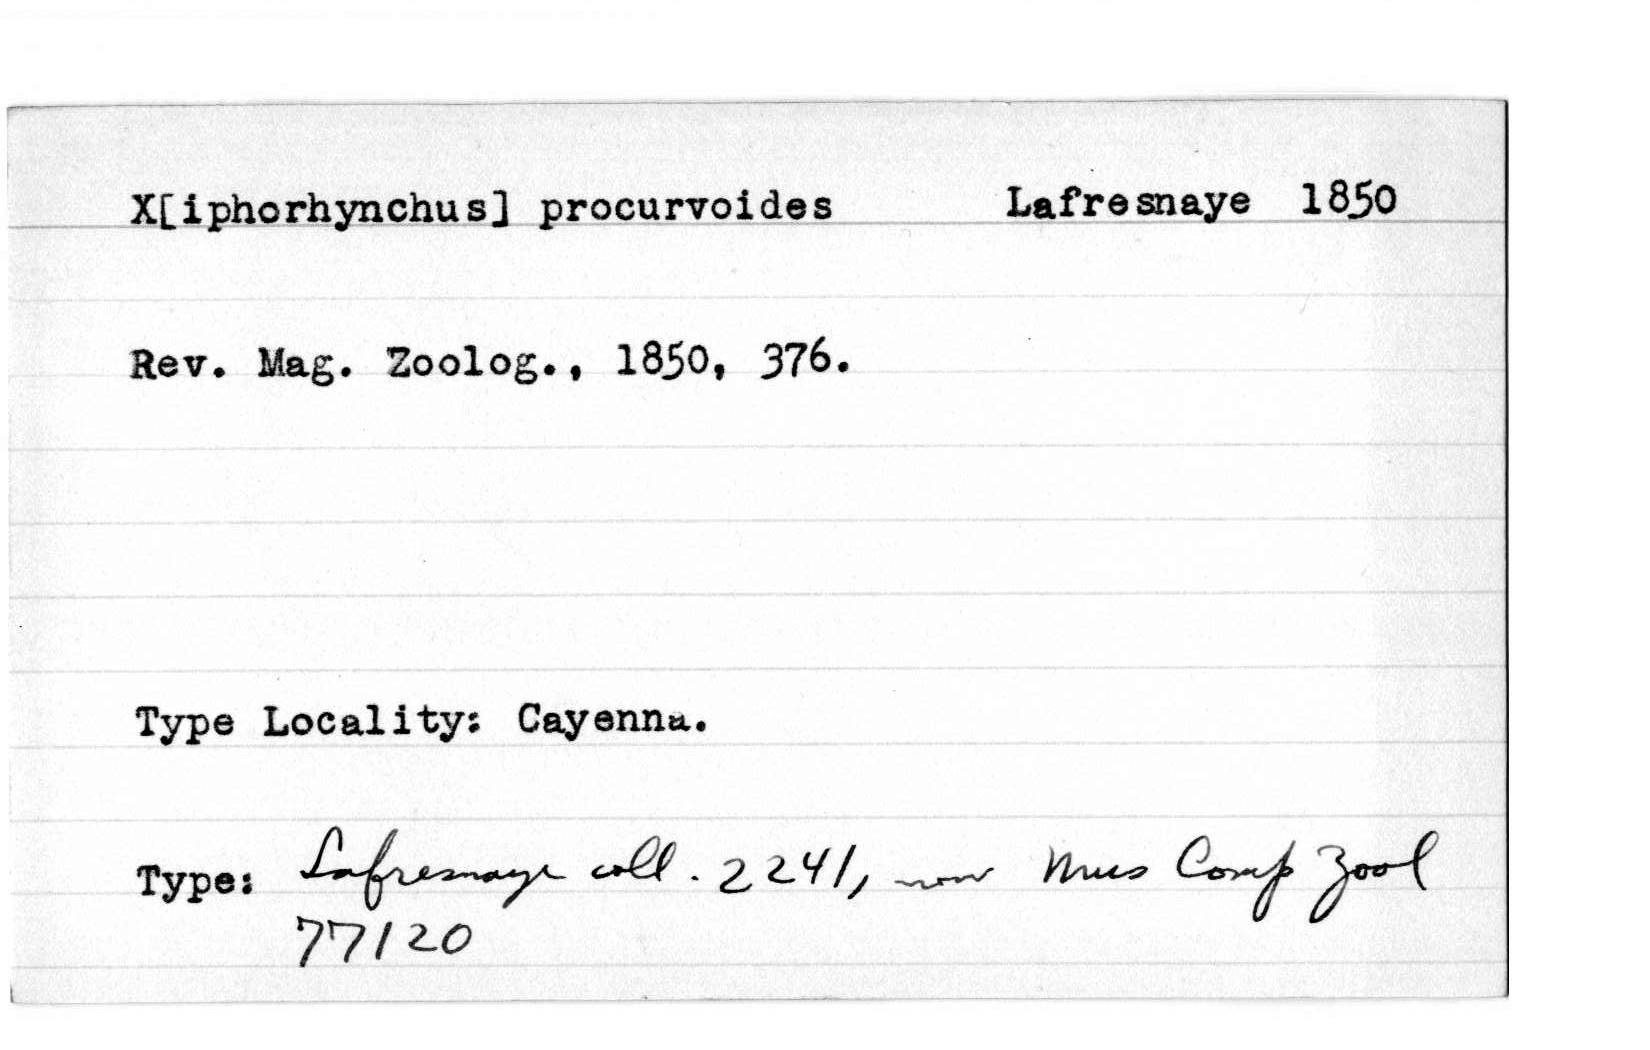 X[iphorhynchus] procurvoides Lafresnaye 1850
Rev. Mag. Zoolog., 1850, 376.
Type Locality: Cayenna.
Type: Lafresnaye coll. 2241, now Mus Comp Zool
77120